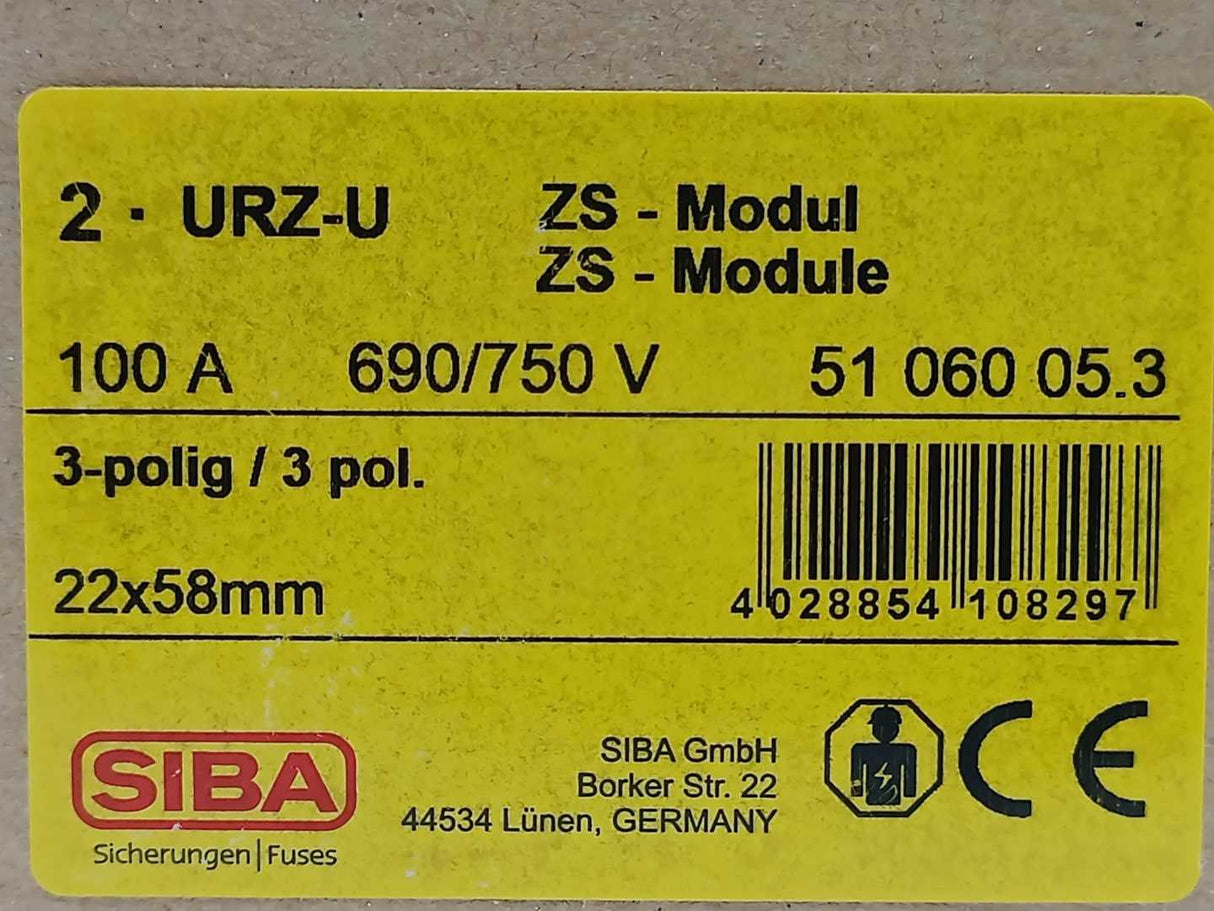 2 · URZ-U ZS - Modul
ZS - Module
100 A 690/750 V 51 060 05.3
3-polig / 3 pol.
22x58mm
4 028854 108297
SIBA
Sicherungen|Fuses
SIBA GmbH
Borker Str. 22
44534 Lünen, GERMANY
CE